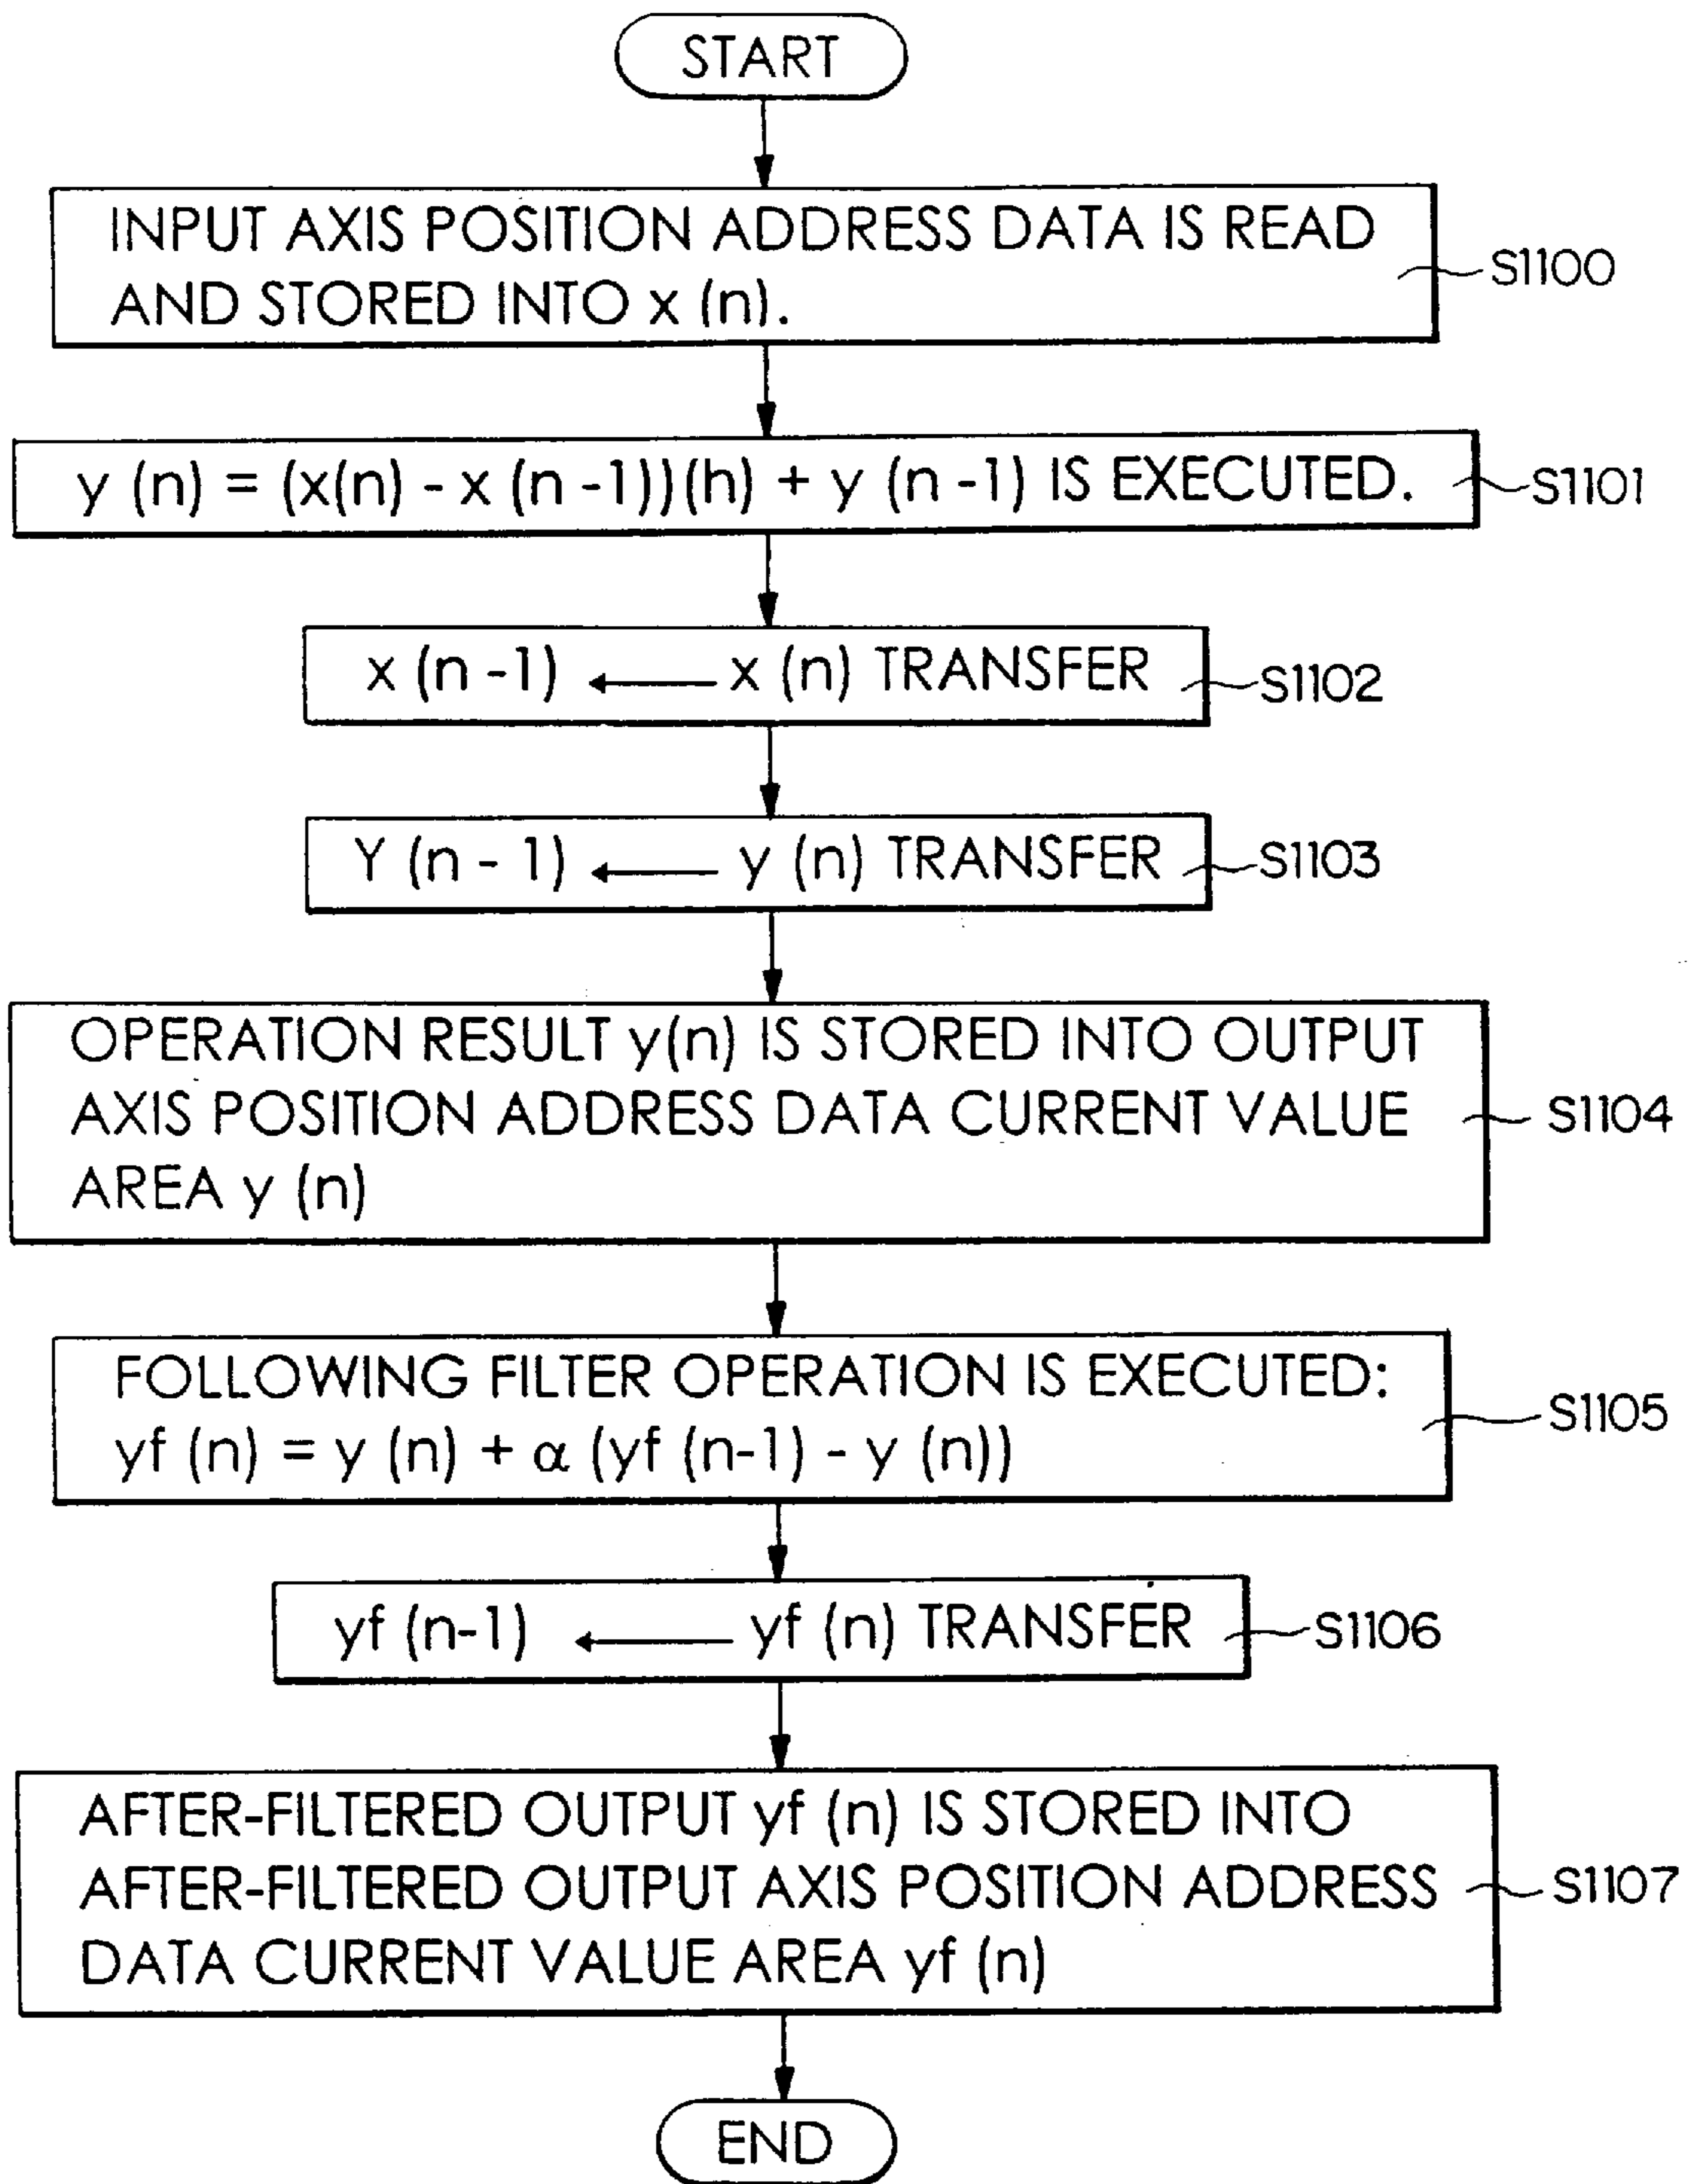 START
INPUT AXIS POSITION ADDRESS DATA IS READ
AND STORED INTO x (n).
S1100
y (n) = (x(n) - x (n -1))(h) + y (n -1) IS EXECUTED.
S1101
x (n -1) ← x (n) TRANSFER
S1102
Y (n - 1) ← y (n) TRANSFER
S1103
OPERATION RESULT y(n) IS STORED INTO OUTPUT
AXIS POSITION ADDRESS DATA CURRENT VALUE
AREA y (n)
S1104
FOLLOWING FILTER OPERATION IS EXECUTED:
yf (n) = y (n) + α (yf (n-1) - y (n))
S1105
yf (n-1) ← yf (n) TRANSFER
S1106
AFTER-FILTERED OUTPUT yf (n) IS STORED INTO
AFTER-FILTERED OUTPUT AXIS POSITION ADDRESS
DATA CURRENT VALUE AREA yf (n)
S1107
END